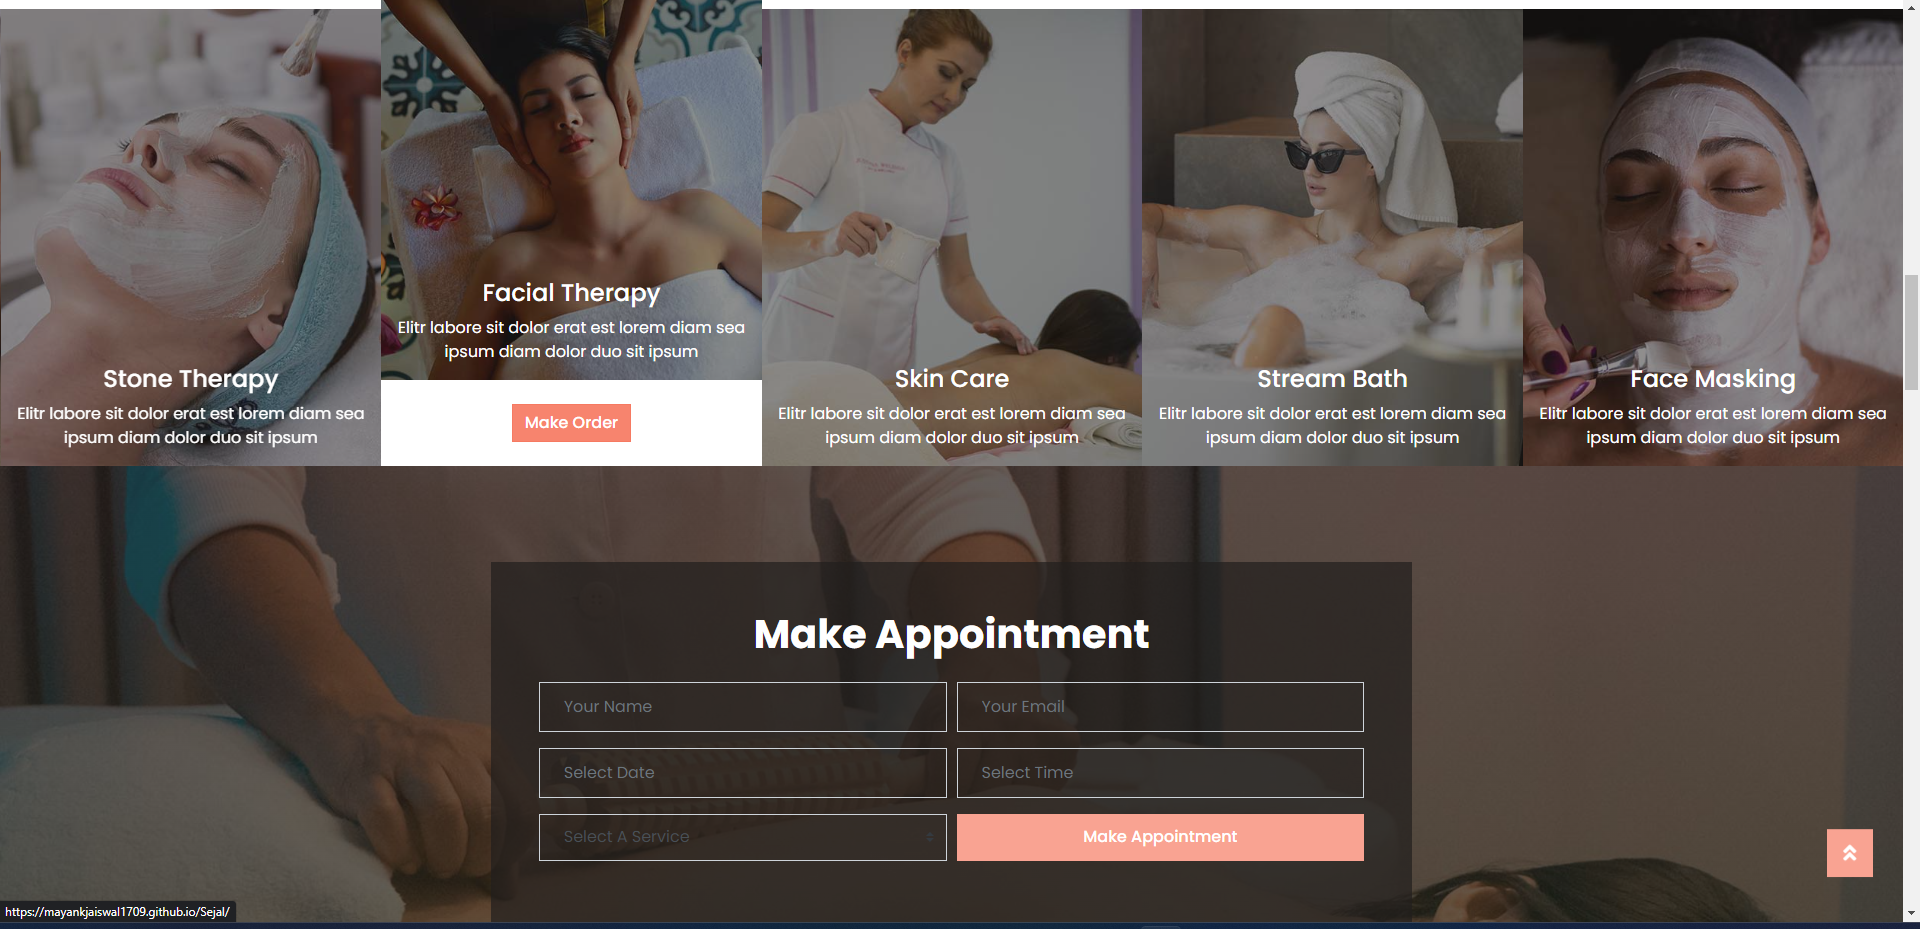 Stone Therapy
Elitr labore sit dolor erat est lorem diam sea
ipsum diam dolor duo sit ipsum
Facial Therapy
Elitr labore sit dolor erat est lorem diam sea
ipsum diam dolor duo sit ipsum
Make Order
Skin Care
Elitr labore sit dolor erat est lorem diam sea
ipsum diam dolor duo sit ipsum
Stream Bath
Elitr labore sit dolor erat est lorem diam sea
ipsum diam dolor duo sit ipsum
Face Masking
Elitr labore sit dolor erat est lorem diam sea
ipsum diam dolor duo sit ipsum
Make Appointment
Your Name
Your Email
Select Date
Select Time
Select A Service
Make Appointment
https://mayankjaiswal1709.github.io/Sejal/